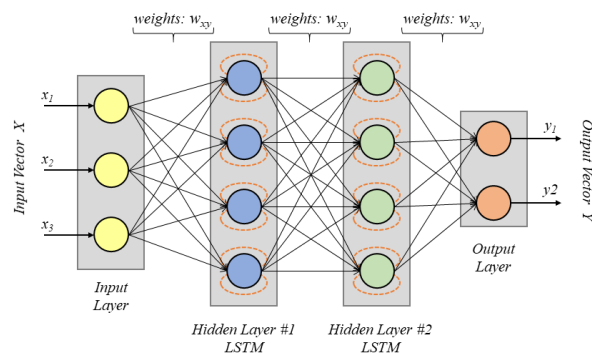 weights: wxy
weights: wxy
weights: wxy
Input Vector X
x1
x2
x3
y1
y2
Output Vector Y
Input
Layer
Hidden Layer #1
LSTM
Hidden Layer #2
LSTM
Output
Layer